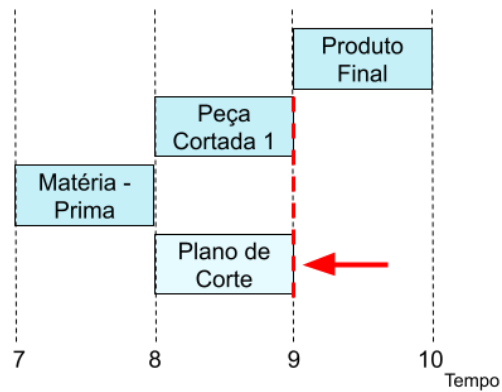 Produto
Final
Peça
Cortada 1
Matéria -
Prima
Plano de
Corte
7
8
9
10
Tempo